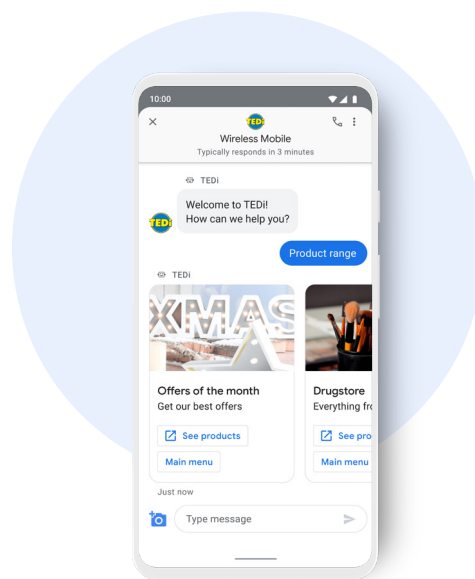 10:00
TEDi
Wireless Mobile
Typically responds in 3 minutes
TEDi
Welcome to TEDi!
How can we help you?
TEDi
Product range
TEDi
XMAS
Offers of the month
Get our best offers
See products
Main menu
Drugstore
Everything fro
See pro
Main menu
Just now
Type message